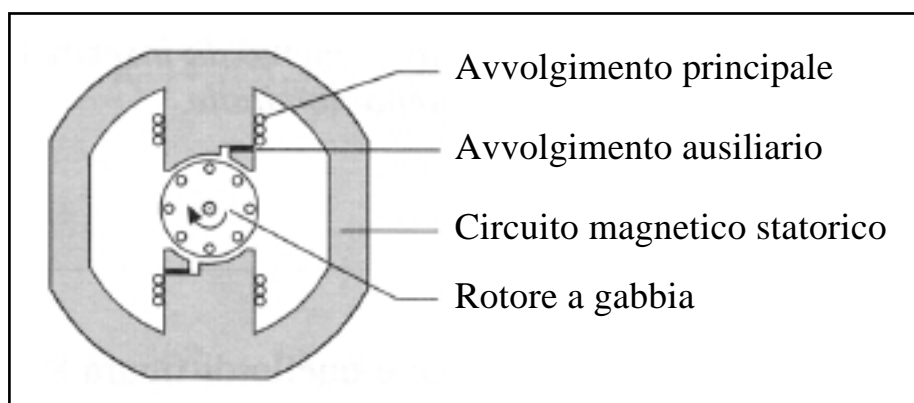 Avvolgimento principale
Avvolgimento ausiliario
Circuito magnetico statorico
Rotore a gabbia